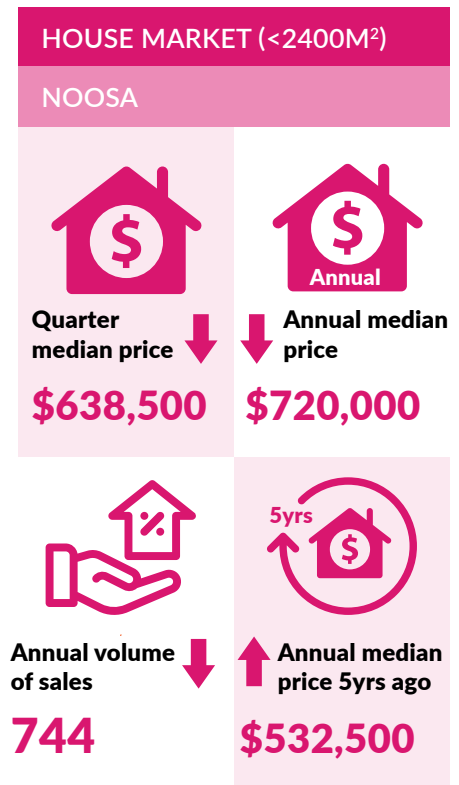 HOUSE MARKET (<2400M²)
NOOSA
$
$
Annual
Quarter
median price
$638,500
Annual median
price
$720,000
%
5yrs
$
Annual volume
of sales
744
Annual median
price 5yrs ago
$532,500